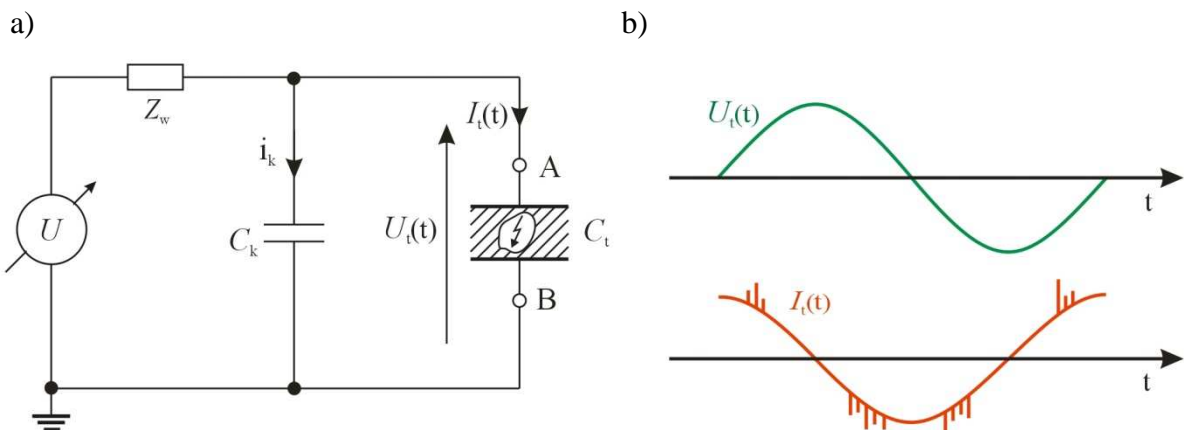 a)
b)
Z_w
I_t(t)
i_k
A
U
C_k
U_t(t)
C_t
B
U_t(t)
t
I_t(t)
t